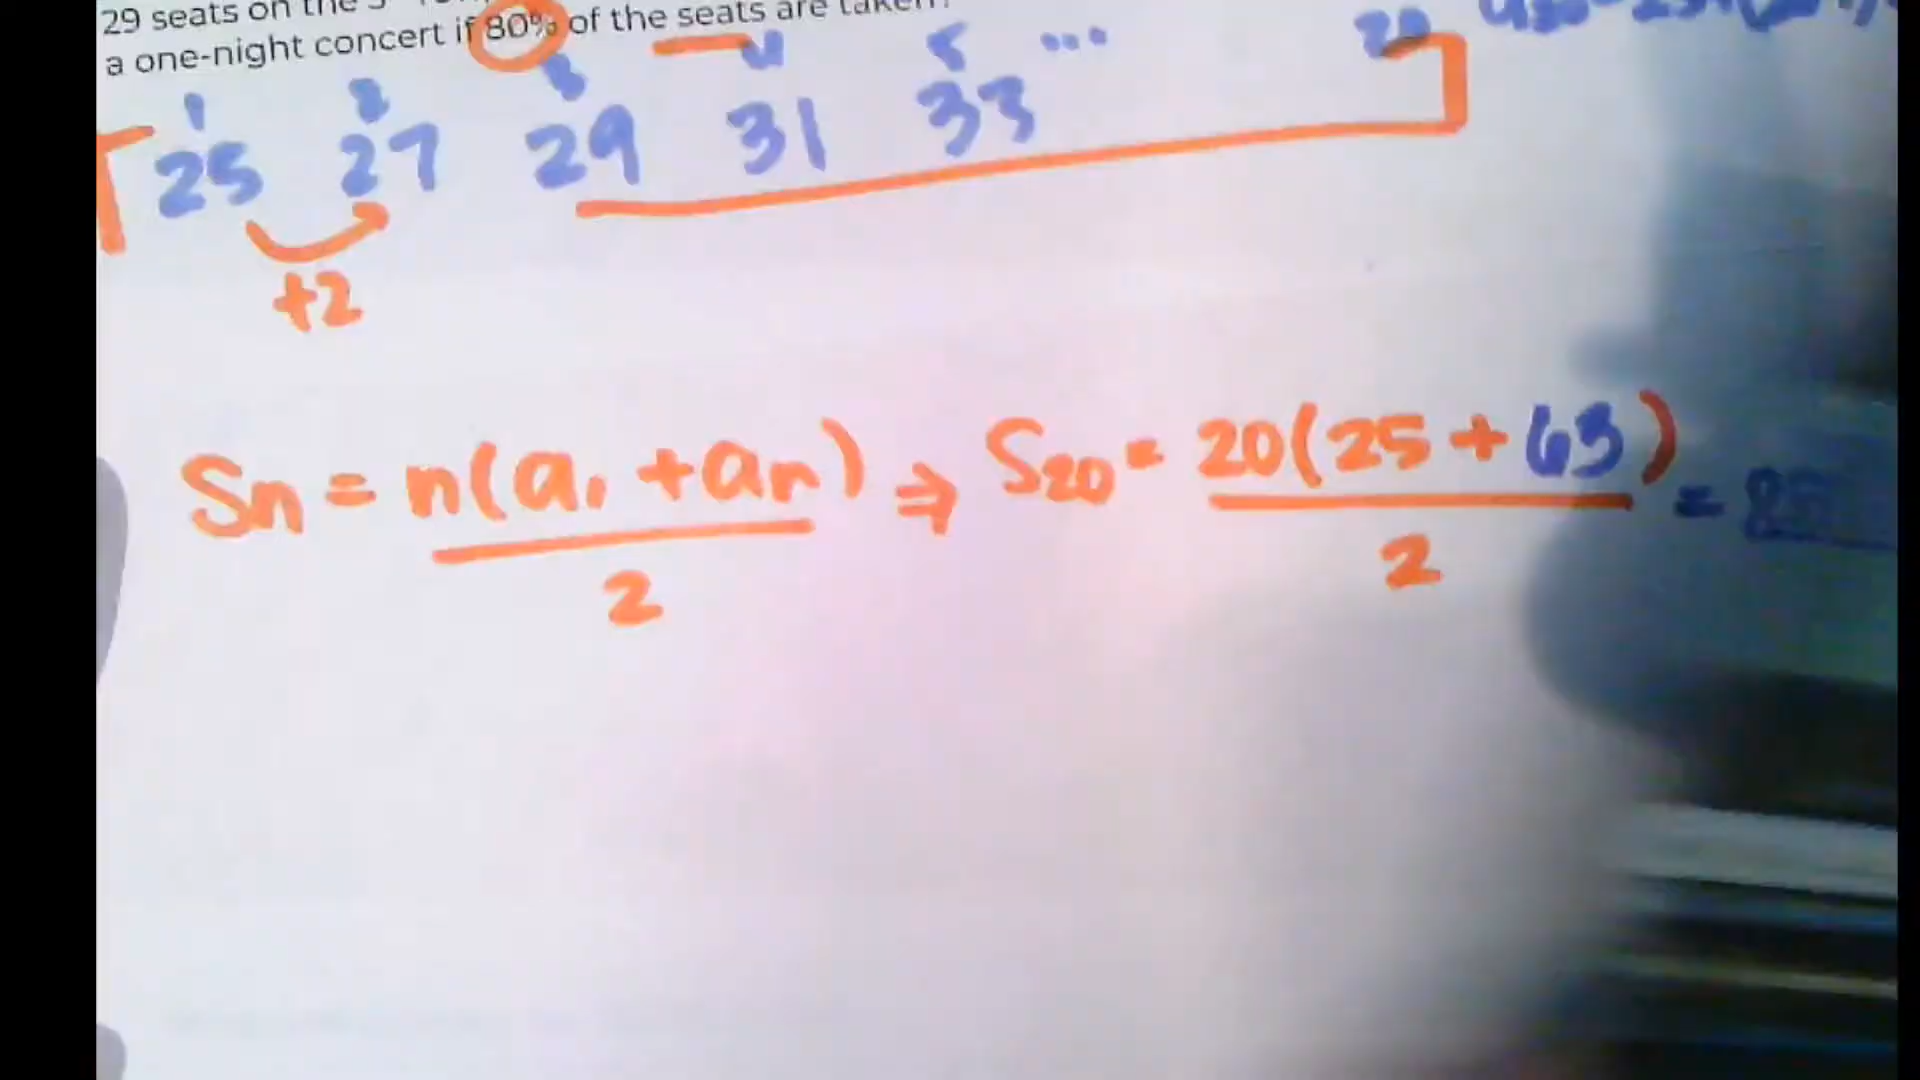 29 seats on the
a one-night concert if 80% of the seats are taken?
1 2 3 4 5 ... 20
25 27 29 31 33
+2
Sn = n(a1 + an) / 2 ⇒ S20 = 20(25 + 63) / 2 =